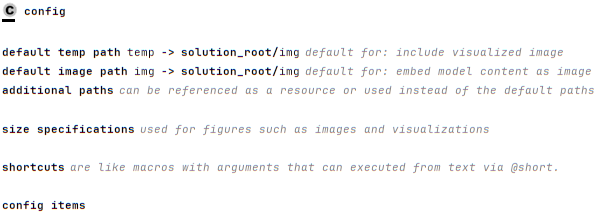 C config
default temp path temp -> solution_root/img default for: include visualized image
default image path img -> solution_root/img default for: embed model content as image
additional paths can be referenced as a resource or used instead of the default paths
size specifications used for figures such as images and visualizations
shortcuts are like macros with arguments that can executed from text via @short.
config items